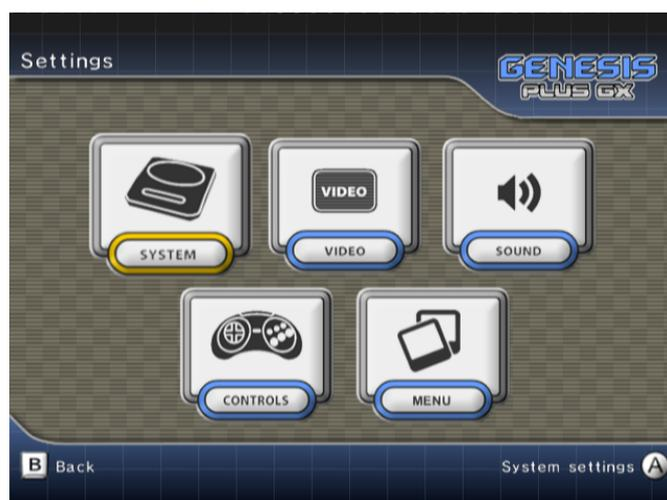 Settings
GENESIS
PLUS GX
VIDEO
SYSTEM
VIDEO
SOUND
CONTROLS
MENU
B Back
System settings A